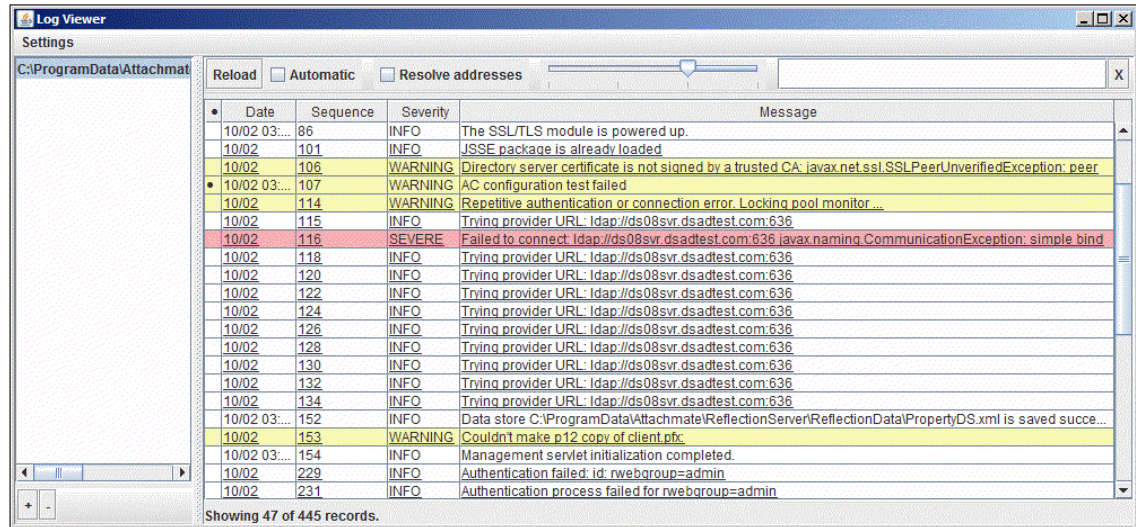 Log Viewer
Settings
C:\ProgramData\Attachmat
Reload Automatic Resolve addresses X
Date Sequence Severity Message
10/02 03:... 86 INFO The SSL/TLS module is powered up.
10/02 101 INFO JSSE package is already loaded
10/02 106 WARNING Directory server certificate is not signed by a trusted CA: javax.net.ssl.SSLPeerUnverifiedException: peer
10/02 03:... 107 WARNING AC configuration test failed
10/02 114 WARNING Repetitive authentication or connection error. Locking pool monitor ...
10/02 115 INFO Trying provider URL: ldap://ds08svr.dsadtest.com:636
10/02 116 SEVERE Failed to connect: ldap://ds08svr.dsadtest.com:636 javax.naming.CommunicationException: simple bind
10/02 118 INFO Trying provider URL: ldap://ds08svr.dsadtest.com:636
10/02 120 INFO Trying provider URL: ldap://ds08svr.dsadtest.com:636
10/02 122 INFO Trying provider URL: ldap://ds08svr.dsadtest.com:636
10/02 124 INFO Trying provider URL: ldap://ds08svr.dsadtest.com:636
10/02 126 INFO Trying provider URL: ldap://ds08svr.dsadtest.com:636
10/02 128 INFO Trying provider URL: ldap://ds08svr.dsadtest.com:636
10/02 130 INFO Trying provider URL: ldap://ds08svr.dsadtest.com:636
10/02 132 INFO Trying provider URL: ldap://ds08svr.dsadtest.com:636
10/02 134 INFO Trying provider URL: ldap://ds08svr.dsadtest.com:636
10/02 03:... 152 INFO Data store C:\ProgramData\Attachmate\ReflectionServer\ReflectionData\PropertyDS.xml is saved succe...
10/02 153 WARNING Couldn't make p12 copy of client.pfx:
10/02 03:... 154 INFO Management servlet initialization completed.
10/02 229 INFO Authentication failed: id: rwebgroup=admin
10/02 231 INFO Authentication process failed for rwebgroup=admin
+ -
Showing 47 of 445 records.